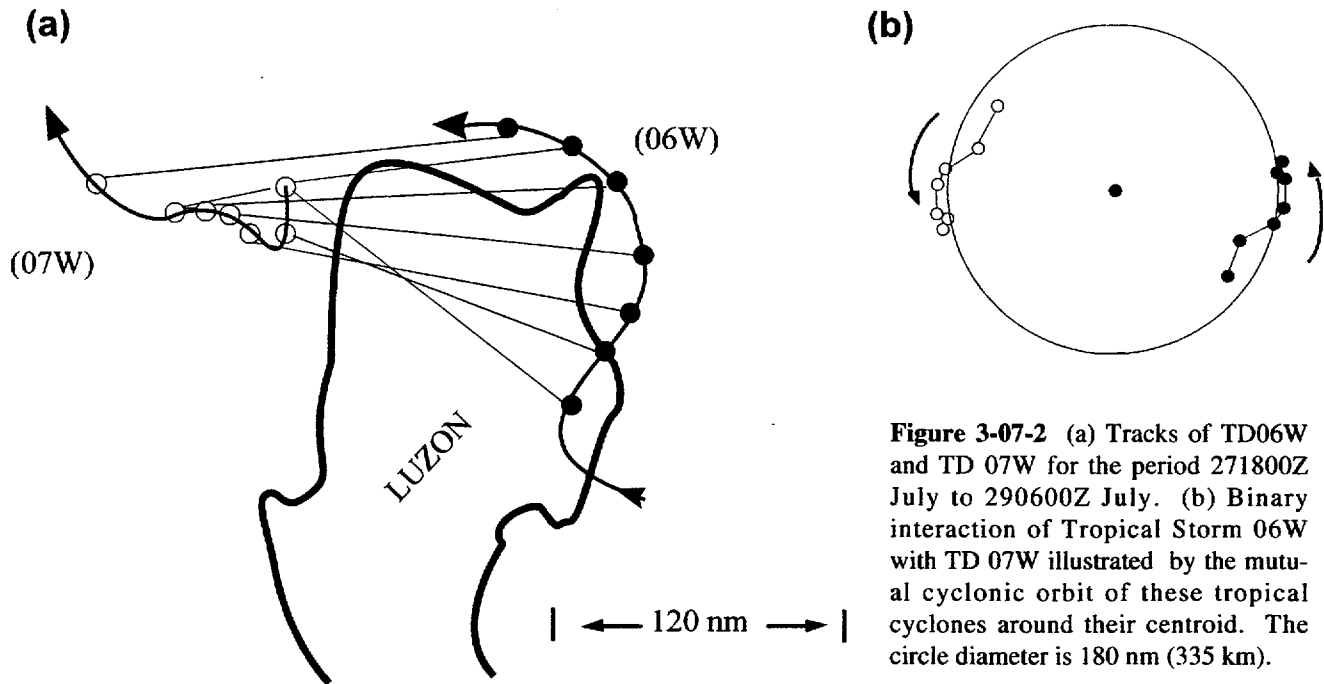 (a)
(b)
(06W)
(07W)
LUZON
120 nm
Figure 3-07-2 (a) Tracks of TD06W
and TD 07W for the period 271800Z
July to 290600Z July. (b) Binary
interaction of Tropical Storm 06W
with TD 07W illustrated by the mutu-
al cyclonic orbit of these tropical
cyclones around their centroid. The
circle diameter is 180 nm (335 km).